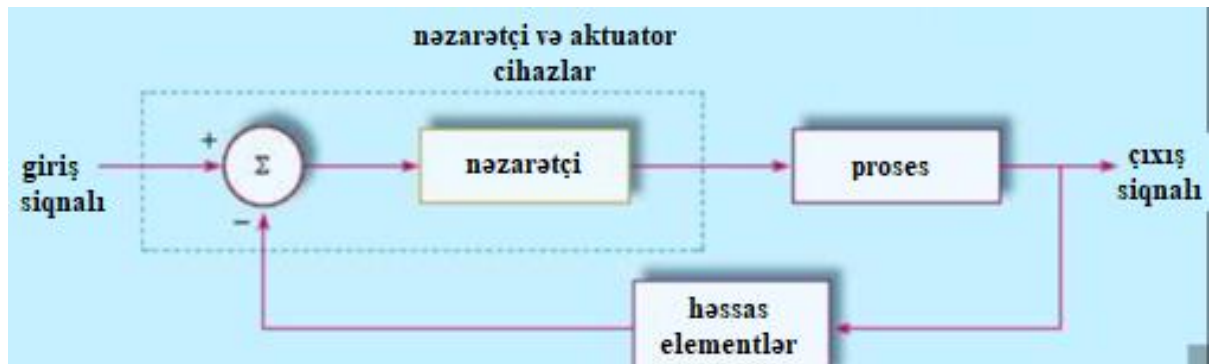 nəzarətçi və aktuator
cihazlar
+
giriş
siqnalı
Σ
nəzarətçi
proses
çıxış
siqnalı
−
həssas
elementlər